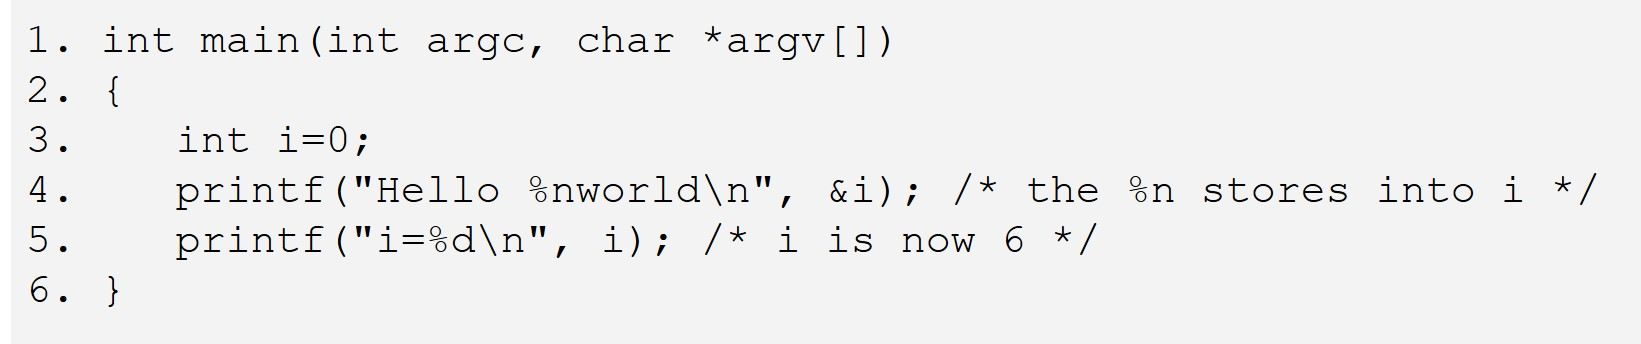 1. int main(int argc, char *argv[])
2. {
3.    int i=0;
4.    printf("Hello %nworld\n", &i); /* the %n stores into i */
5.    printf("i=%d\n", i); /* i is now 6 */
6. }